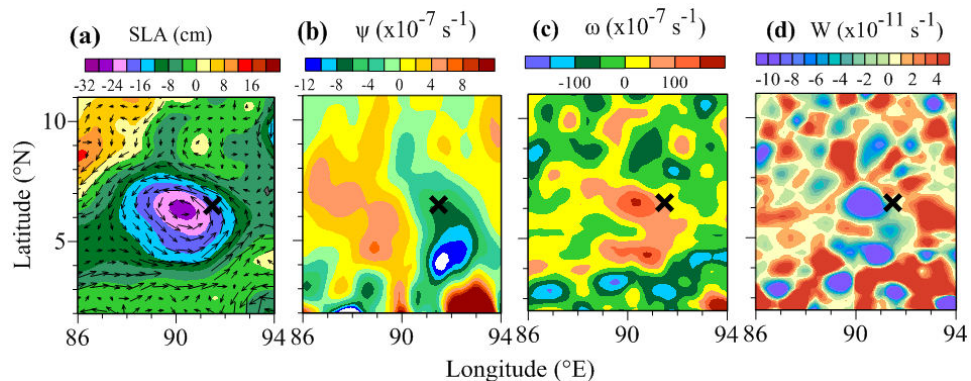 (a) SLA (cm)
-32 -24 -16 -8 0 8 16
(b) ψ (x10⁻⁷ s⁻¹)
-12 -8 -4 0 4 8
(c) ω (x10⁻⁷ s⁻¹)
-100 0 100
(d) W (x10⁻¹¹ s⁻¹)
-10 -8 -6 -4 -2 0 2 4
10
5
Latitude (°N)
86 90 94 86 90 94 86 90 94 86 90 94
Longitude (°E)